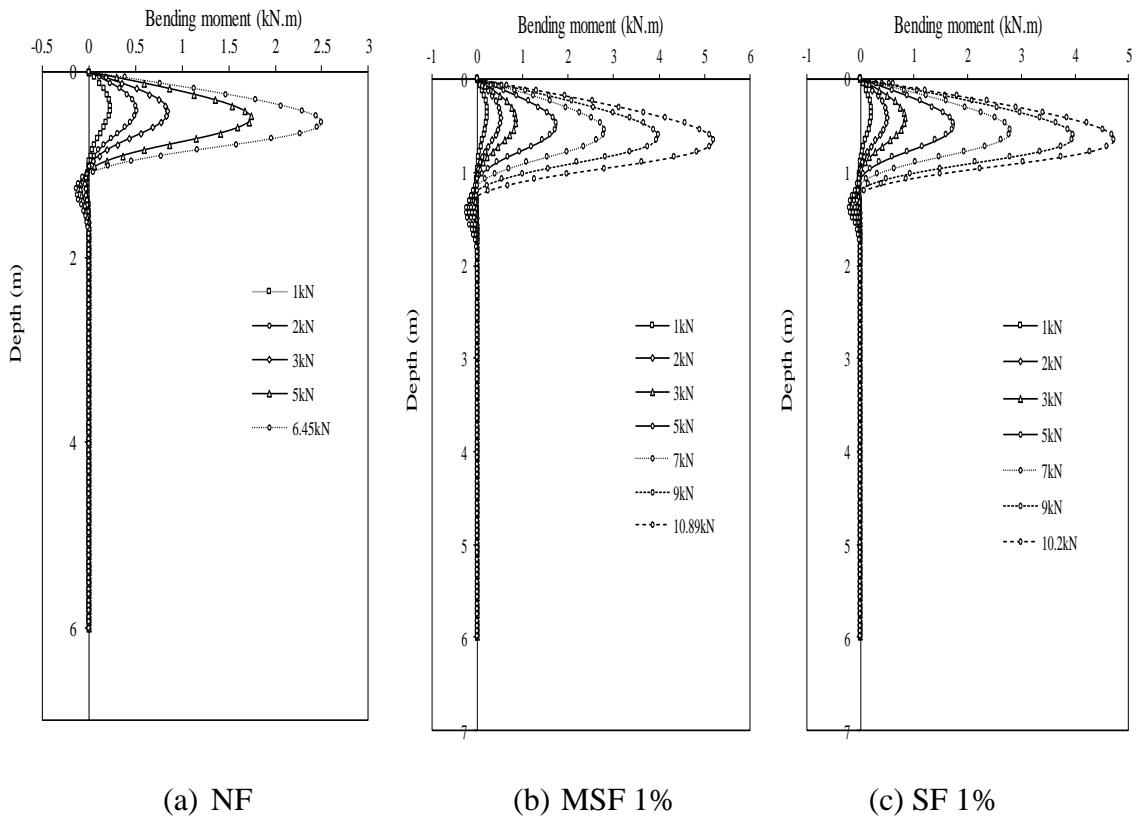 Bending moment (kN.m)
-0.5 0 0.5 1 1.5 2 2.5 3
0
2
4
6
Depth (m)
1kN
2kN
3kN
5kN
6.45kN
(a) NF
Bending moment (kN.m)
-1 0 1 2 3 4 5 6
0
1
2
3
4
5
6
7
Depth (m)
1kN
2kN
3kN
5kN
7kN
9kN
10.89kN
(b) MSF 1%
Bending moment (kN.m)
-1 0 1 2 3 4 5
0
1
2
3
4
5
6
7
Depth (m)
1kN
2kN
3kN
5kN
7kN
9kN
10.2kN
(c) SF 1%